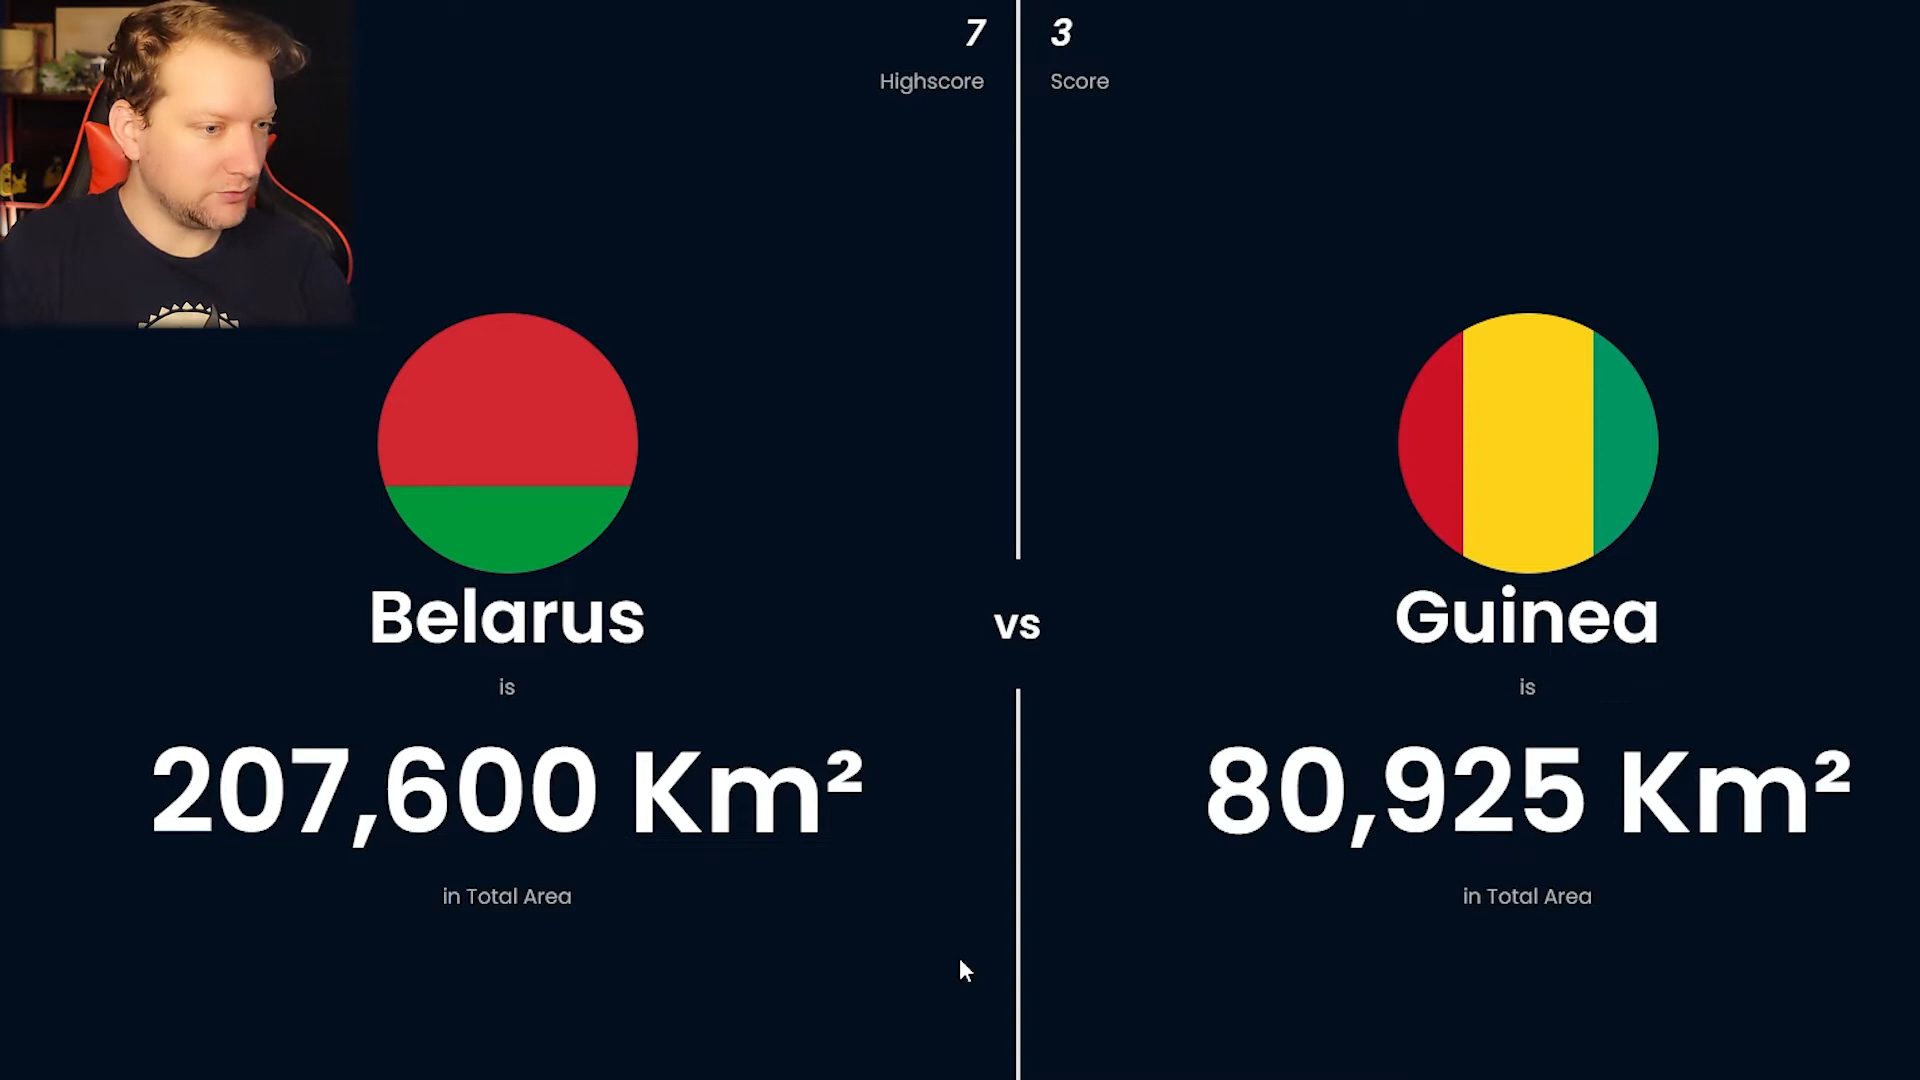 7
Highscore
3
Score
Belarus
is
207,600 Km²
in Total Area
vs
Guinea
is
80,925 Km²
in Total Area